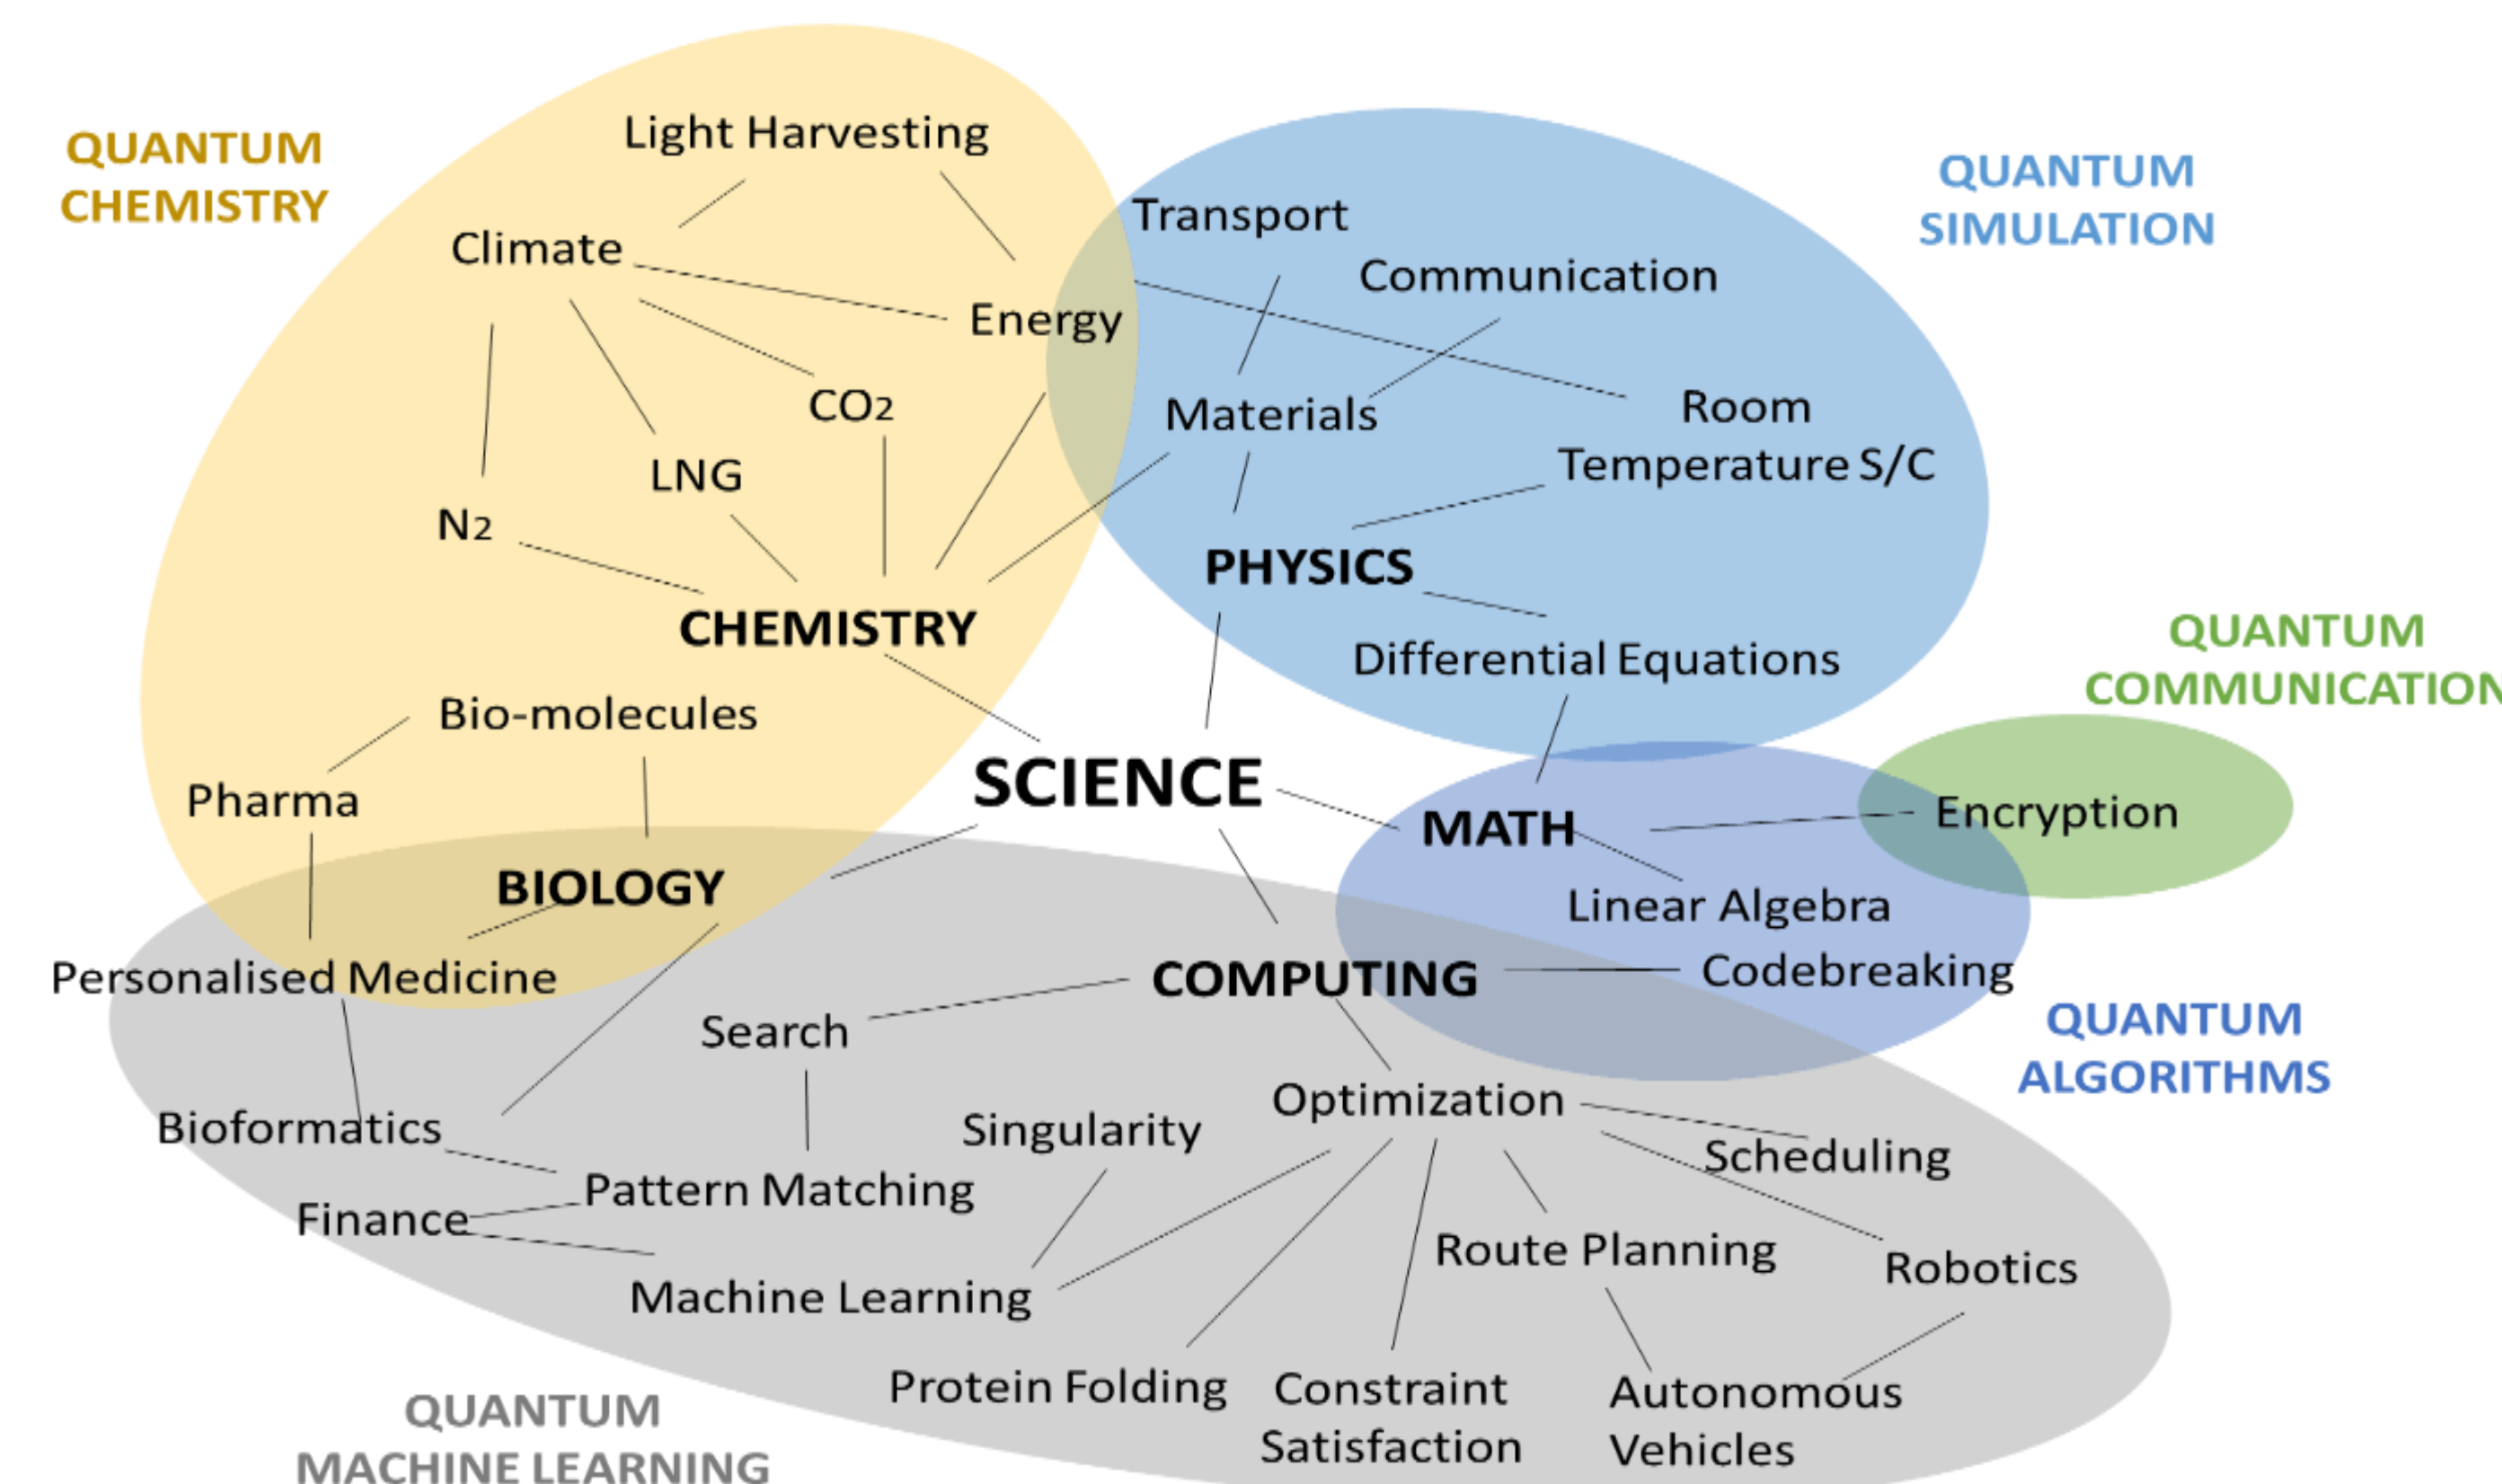 Light Harvesting
QUANTUM
CHEMISTRY
QUANTUM
SIMULATION
Transport
Climate
Communication
Energy
CO2
Materials
Room
Temperature S/C
LNG
N2
PHYSICS
CHEMISTRY
QUANTUM
COMMUNICATION
Differential Equations
Bio-molecules
SCIENCE
Pharma
MATH
Encryption
BIOLOGY
Linear Algebra
Personalised Medicine
COMPUTING
Codebreaking
Search
QUANTUM
ALGORITHMS
Optimization
Bioformatics
Singularity
Scheduling
Pattern Matching
Finance
Route Planning
Robotics
Machine Learning
Protein Folding
Constraint
Satisfaction
Autonomous
Vehicles
QUANTUM
MACHINE LEARNING